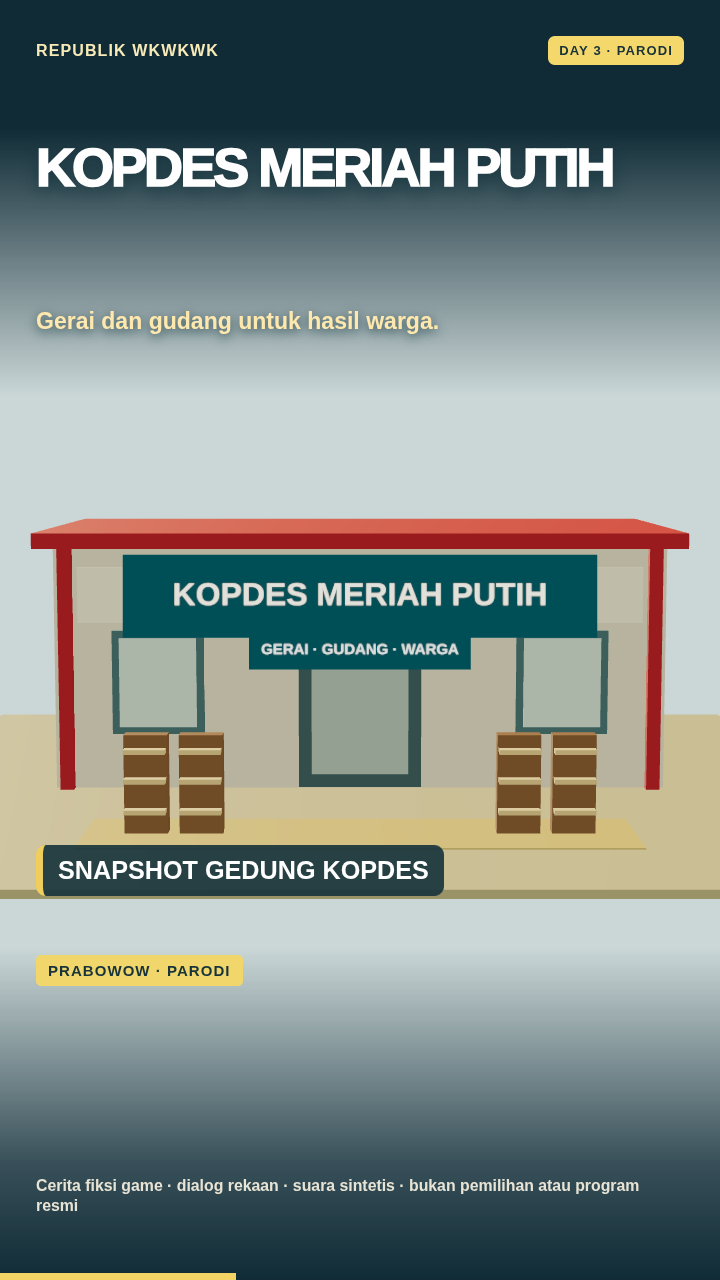 REPUBLIK WKWKWK
DAY 3 · PARODI
KOPDES MERIAH PUTIH
Gerai dan gudang untuk hasil warga.
KOPDES MERIAH PUTIH
GERAI · GUDANG · WARGA
SNAPSHOT GEDUNG KOPDES
PRABOWOW · PARODI
Cerita fiksi game · dialog rekaan · suara sintetis · bukan pemilihan atau program
resmi